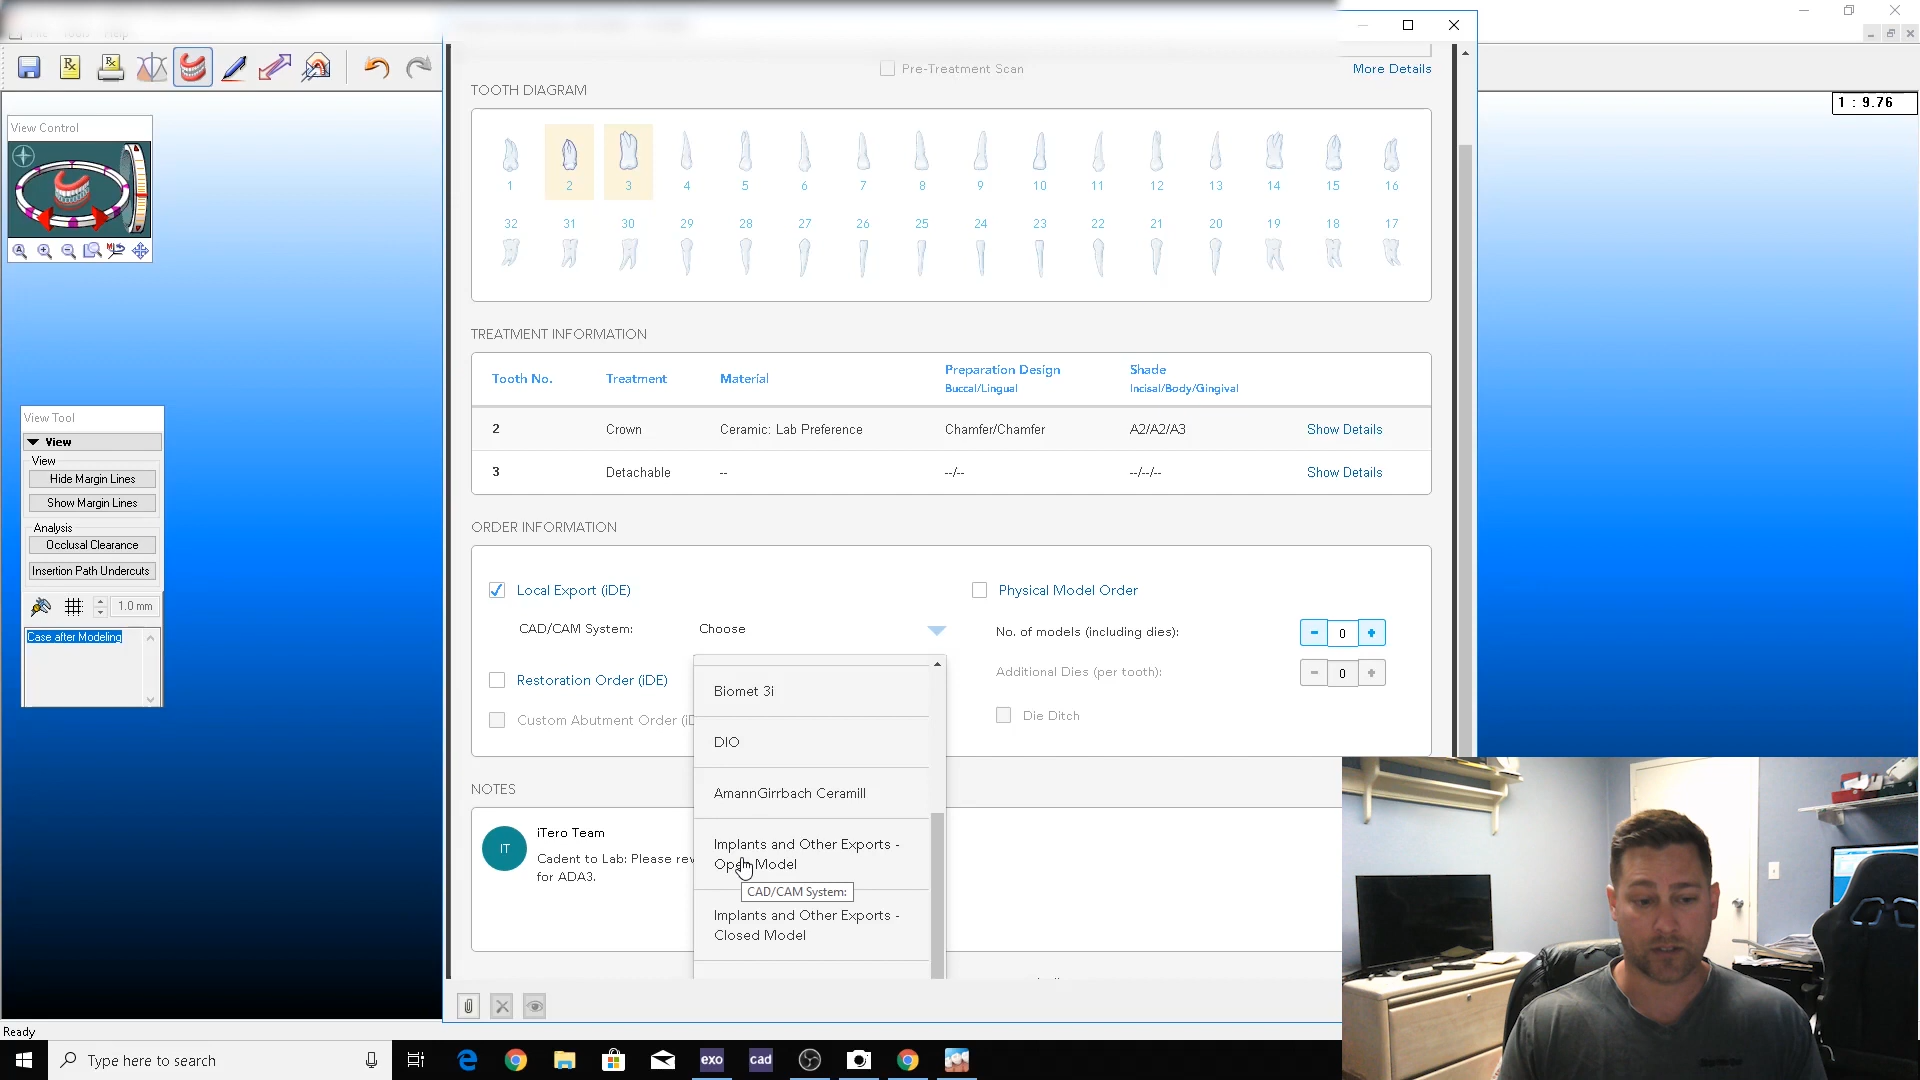 Pre-Treatment Scan
More Details
TOOTH DIAGRAM
1 : 9.76
View Control
1 2 3 4 5 6 7 8 9 10 11 12 13 14 15 16
32 31 30 29 28 27 26 25 24 23 22 21 20 19 18 17
TREATMENT INFORMATION
Tooth No. Treatment Material Preparation Design Shade
Buccal/Lingual Incisal/Body/Gingival
2 Crown Ceramic: Lab Preference Chamfer/Chamfer A2/A2/A3 Show Details
3 Detachable -- --/-- --/--/-- Show Details
View Tool
View
View
Hide Margin Lines
Show Margin Lines
Analysis
Occlusal Clearance
Insertion Path Undercuts
1.0 mm
Case after Modeling
ORDER INFORMATION
Local Export (iDE)
CAD/CAM System: Choose
Restoration Order (iDE)
Custom Abutment Order (iD
Physical Model Order
No. of models (including dies): - 0 +
Additional Dies (per tooth): - 0 +
Die Ditch
Biomet 3i
DIO
AmannGirrbach Ceramill
Implants and Other Exports -
Open Model
CAD/CAM System:
Implants and Other Exports -
Closed Model
NOTES
IT
iTero Team
Cadent to Lab: Please rev
for ADA3.
Ready
Type here to search
exo
cad